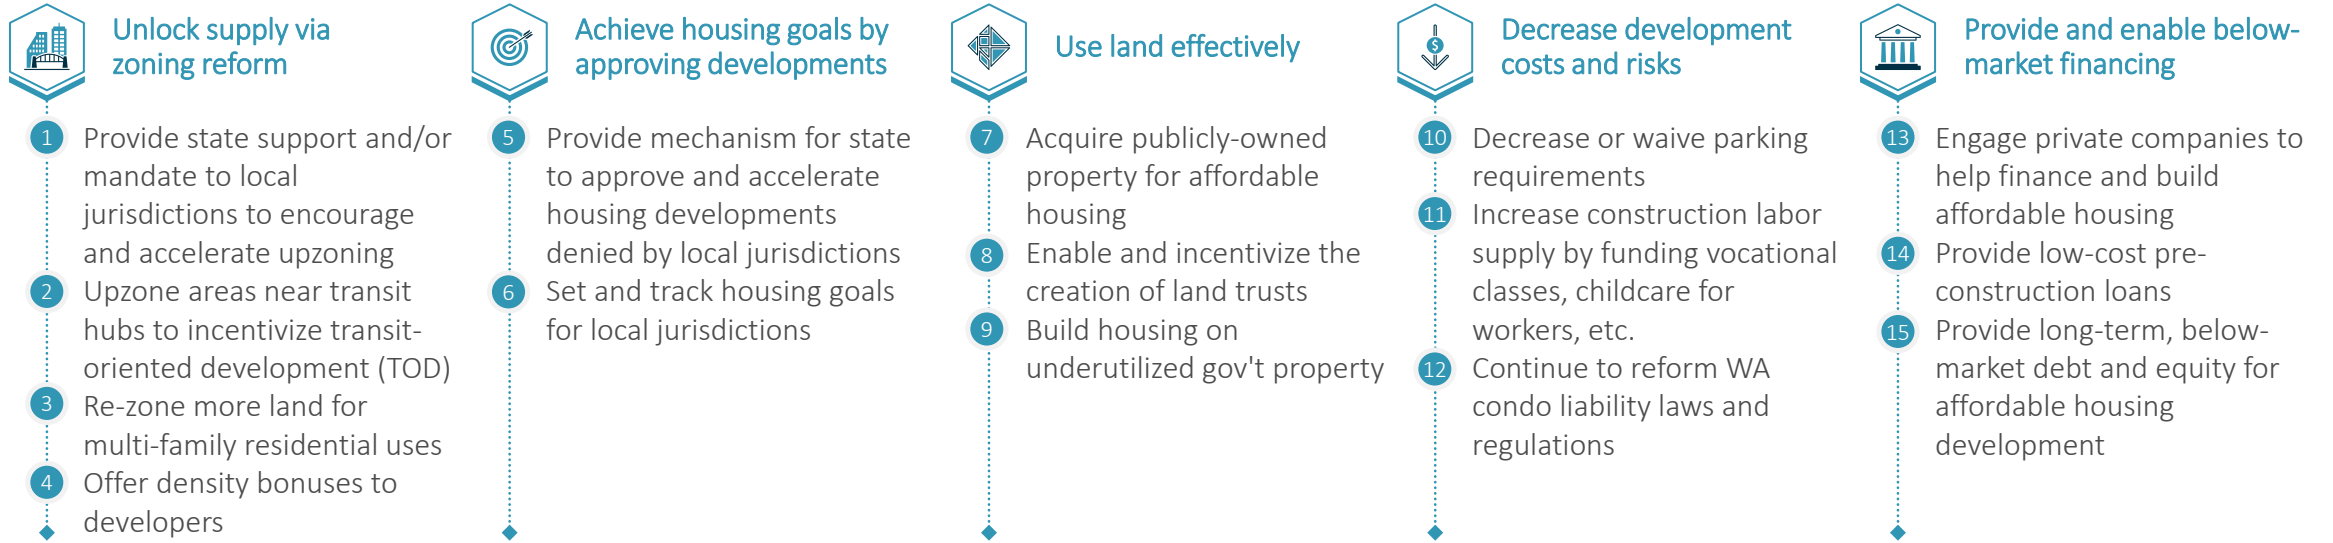 Unlock supply via
zoning reform
1
Provide state support and/or
mandate to local
jurisdictions to encourage
and accelerate upzoning
2
Upzone areas near transit
hubs to incentivize transit-
oriented development (TOD)
3
Re-zone more land for
multi-family residential uses
4
Offer density bonuses to
developers
Achieve housing goals by
approving developments
5
Provide mechanism for state
to approve and accelerate
housing developments
denied by local jurisdictions
6
Set and track housing goals
for local jurisdictions
Use land effectively
7
Acquire publicly-owned
property for affordable
housing
8
Enable and incentivize the
creation of land trusts
9
Build housing on
underutilized gov't property
$
Decrease development
costs and risks
10
Decrease or waive parking
requirements
11
Increase construction labor
supply by funding vocational
classes, childcare for
workers, etc.
12
Continue to reform WA
condo liability laws and
regulations
Provide and enable below-
market financing
13
Engage private companies to
help finance and build
affordable housing
14
Provide low-cost pre-
construction loans
15
Provide long-term, below-
market debt and equity for
affordable housing
development